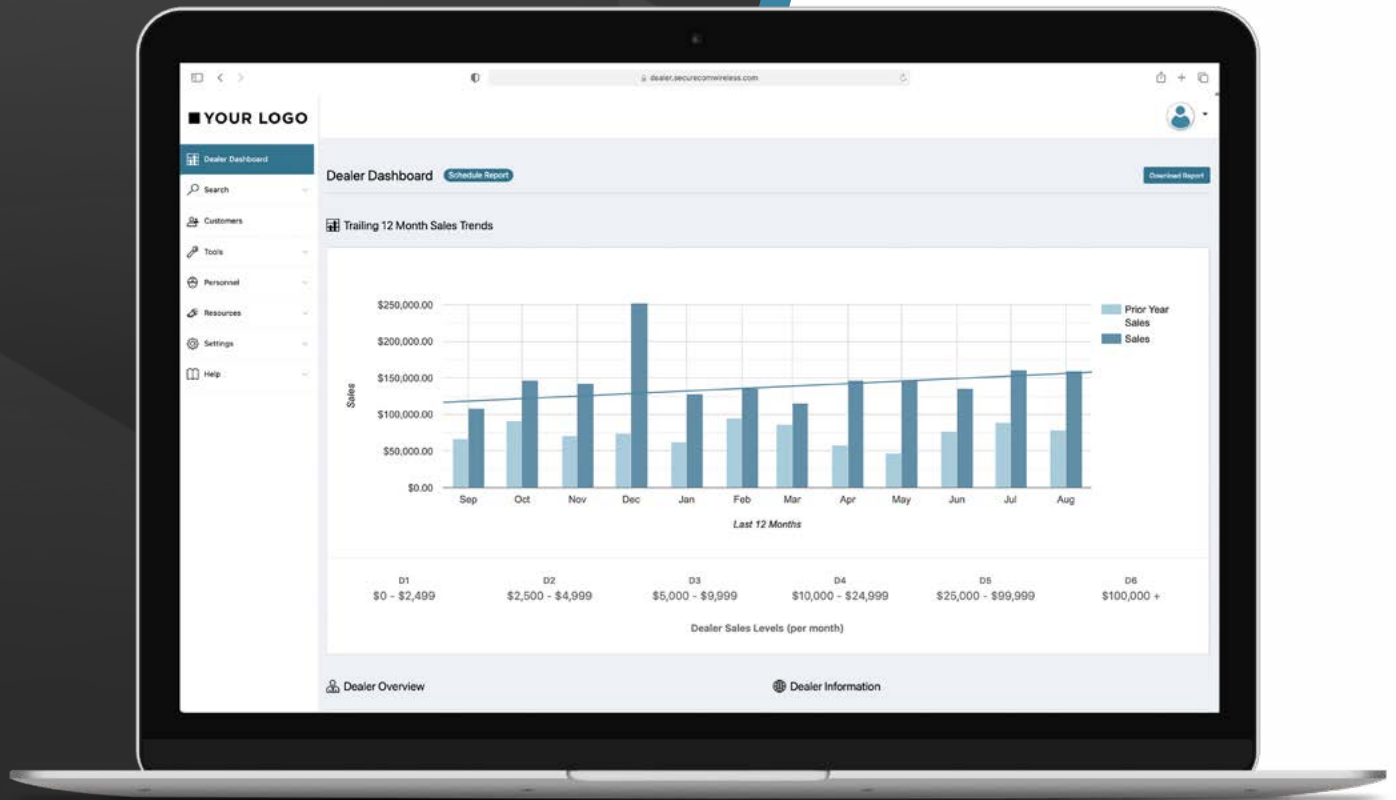 dealer.securecomwireless.com
YOUR LOGO
Dealer Dashboard
Search
Customers
Tools
Personnel
Resources
Settings
Help
Dealer Dashboard
Schedule Report
Download Report
Trailing 12 Month Sales Trends
$250,000.00
$200,000.00
$150,000.00
$100,000.00
$50,000.00
$0.00
Sales
Sep Oct Nov Dec Jan Feb Mar Apr May Jun Jul Aug
Last 12 Months
Prior Year
Sales
Sales
D1 D2 D3 D4 D5 D6
$0 - $2,499 $2,500 - $4,999 $5,000 - $9,999 $10,000 - $24,999 $25,000 - $99,999 $100,000 +
Dealer Sales Levels (per month)
Dealer Overview
Dealer Information